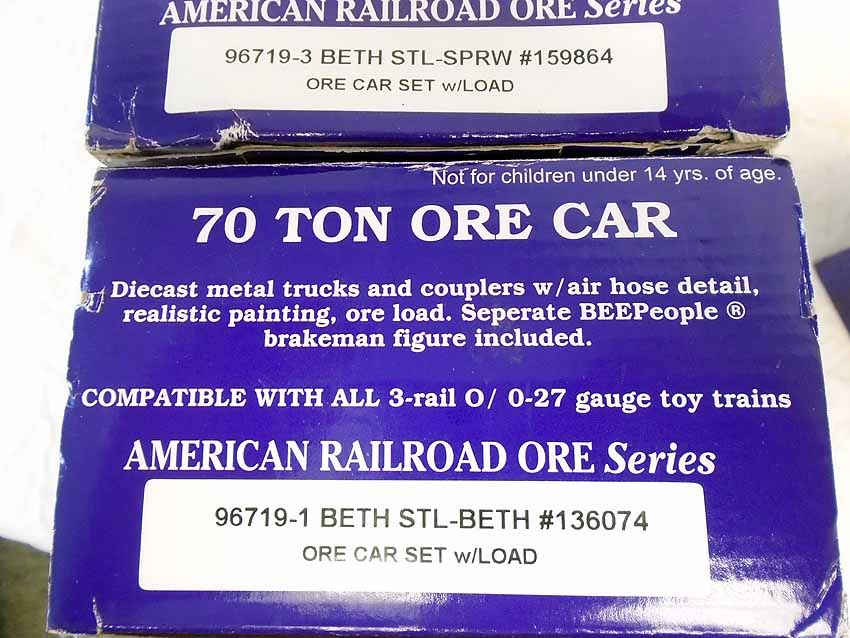 AMERICAN RAILROAD ORE Series
96719-3 BETH STL-SPRW #159864
ORE CAR SET w/LOAD
Not for children under 14 yrs. of age.
70 TON ORE CAR
Diecast metal trucks and couplers w/air hose detail,
realistic painting, ore load. Seperate BEEPeople ®
brakeman figure included.
COMPATIBLE WITH ALL 3-rail O/ 0-27 gauge toy trains
AMERICAN RAILROAD ORE Series
96719-1 BETH STL-BETH #136074
ORE CAR SET w/LOAD